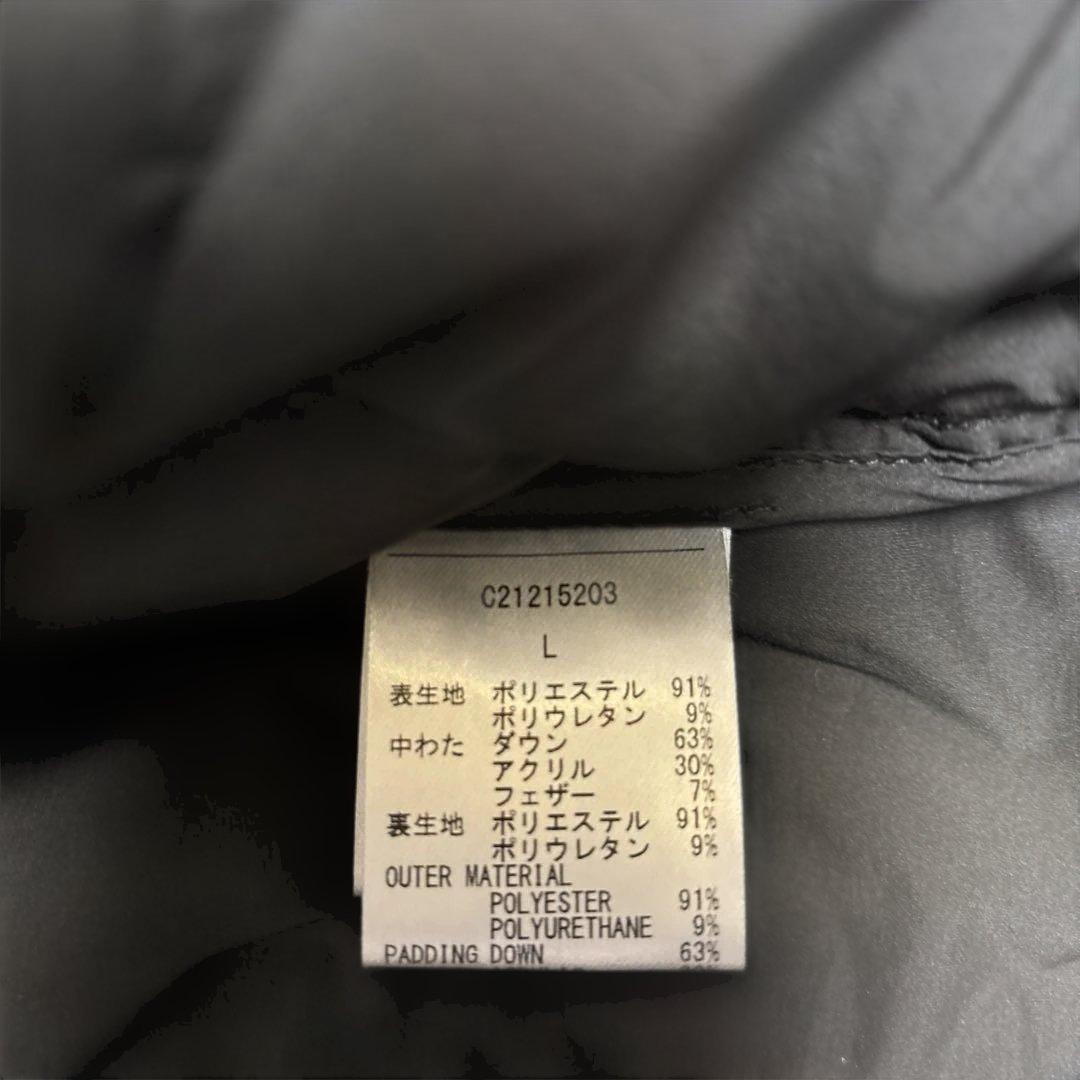 C21215203
L
表生地 ポリエステル 91%
ポリウレタン 9%
中わた ダウン 63%
アクリル 30%
フェザー 7%
裏生地 ポリエステル 91%
ポリウレタン 9%
OUTER MATERIAL
POLYESTER 91%
POLYURETHANE 9%
PADDING DOWN 63%